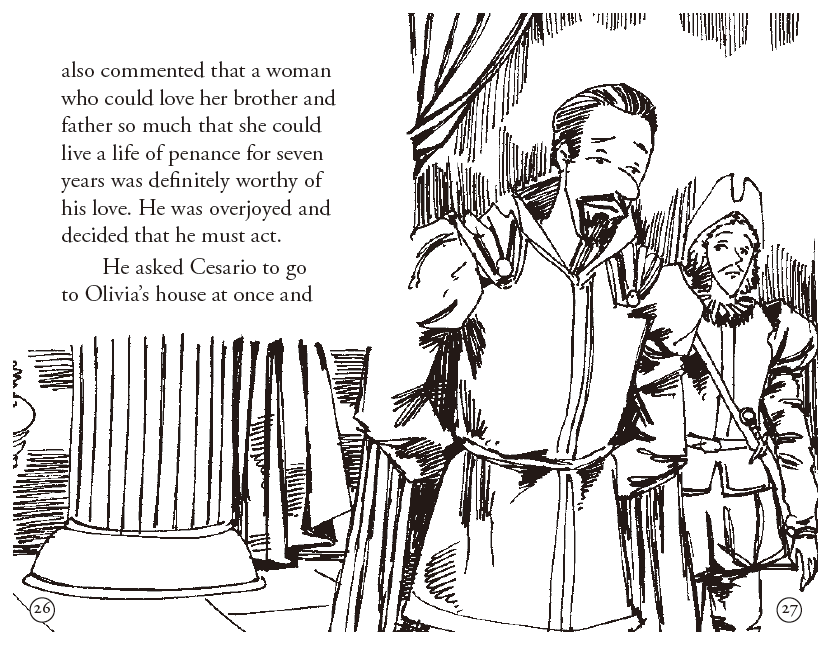 also commented that a woman
who could love her brother and
father so much that she could
live a life of penance for seven
years was definitely worthy of
his love. He was overjoyed and
decided that he must act.
He asked Cesario to go
to Olivia’s house at once and
26
27